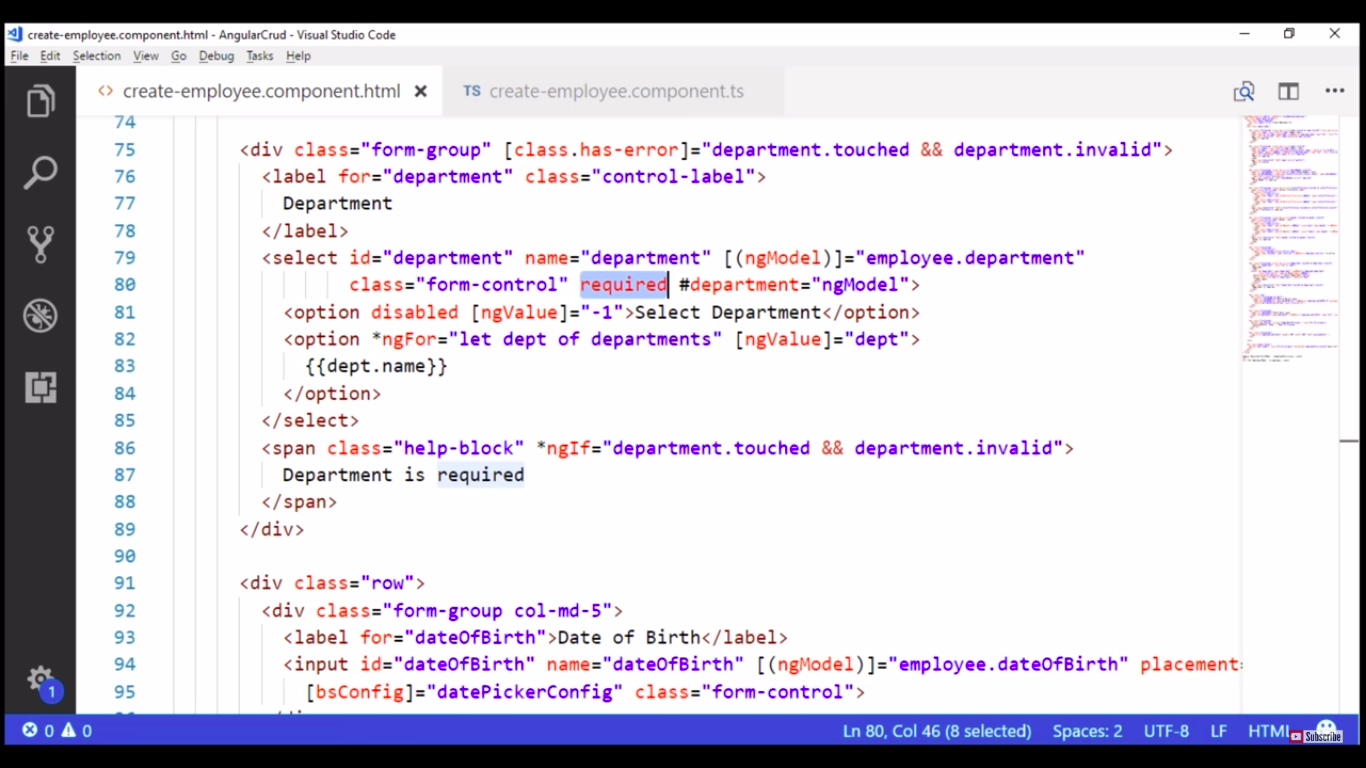 create-employee.component.html - AngularCrud - Visual Studio Code
File Edit Selection View Go Debug Tasks Help
<> create-employee.component.html TS create-employee.component.ts
74
75 <div class="form-group" [class.has-error]="department.touched && department.invalid">
76 <label for="department" class="control-label">
77 Department
78 </label>
79 <select id="department" name="department" [(ngModel)]="employee.department"
80 class="form-control" required #department="ngModel">
81 <option disabled [ngValue]="-1">Select Department</option>
82 <option *ngFor="let dept of departments" [ngValue]="dept">
83 {{dept.name}}
84 </option>
85 </select>
86 <span class="help-block" *ngIf="department.touched && department.invalid">
87 Department is required
88 </span>
89 </div>
90
91 <div class="row">
92 <div class="form-group col-md-5">
93 <label for="dateOfBirth">Date of Birth</label>
94 <input id="dateOfBirth" name="dateOfBirth" [(ngModel)]="employee.dateOfBirth" placement=
95 [bsConfig]="datePickerConfig" class="form-control">
1
0 0 Ln 80, Col 46 (8 selected) Spaces: 2 UTF-8 LF HTML
Subscribe